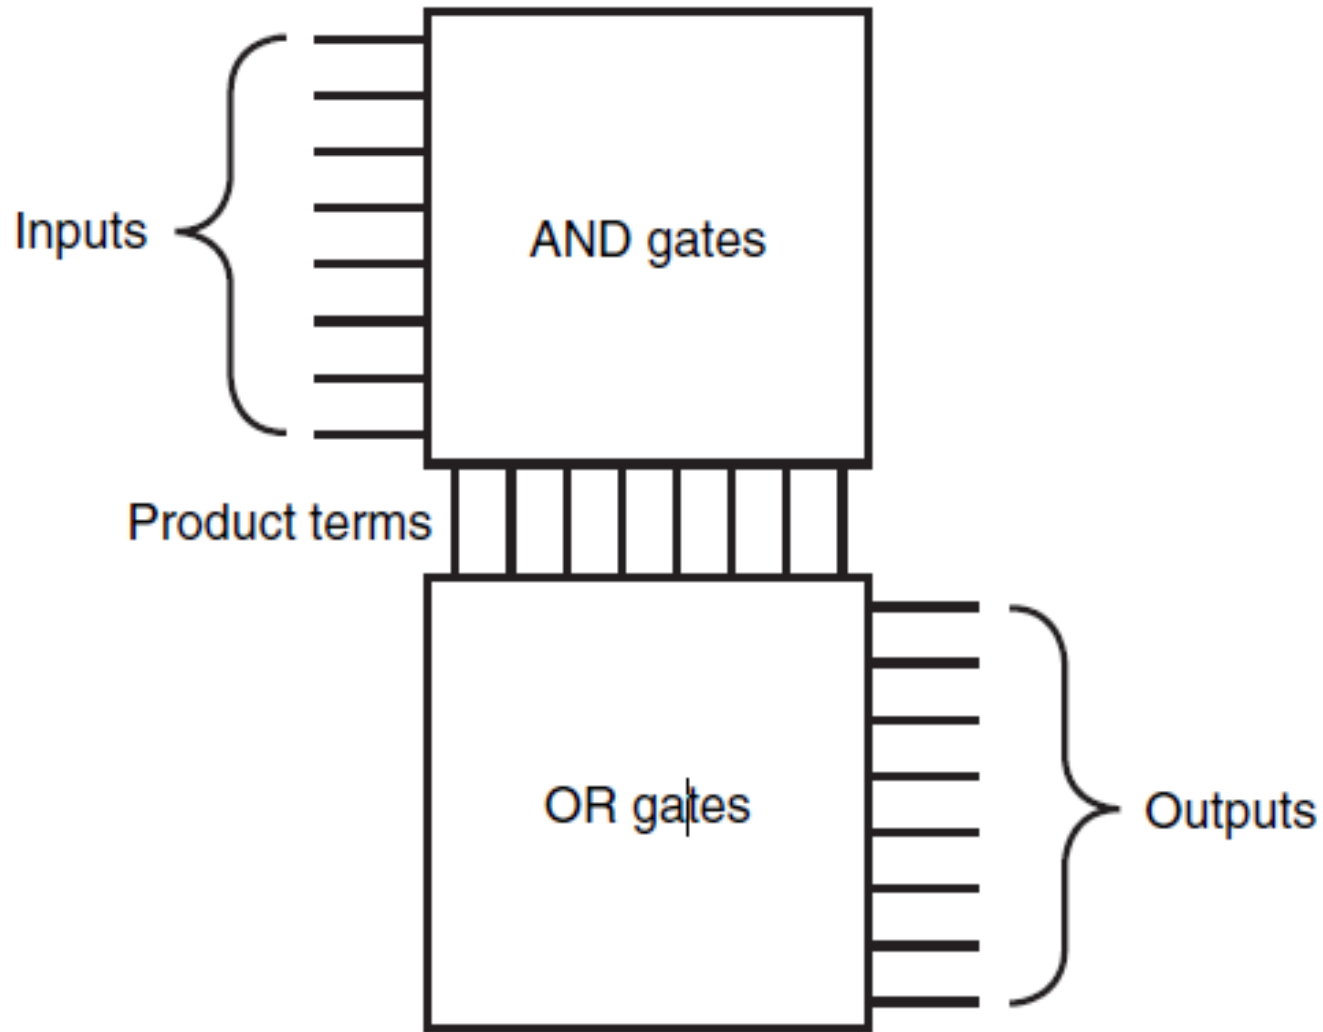 Inputs
AND gates
Product terms
OR gates
Outputs